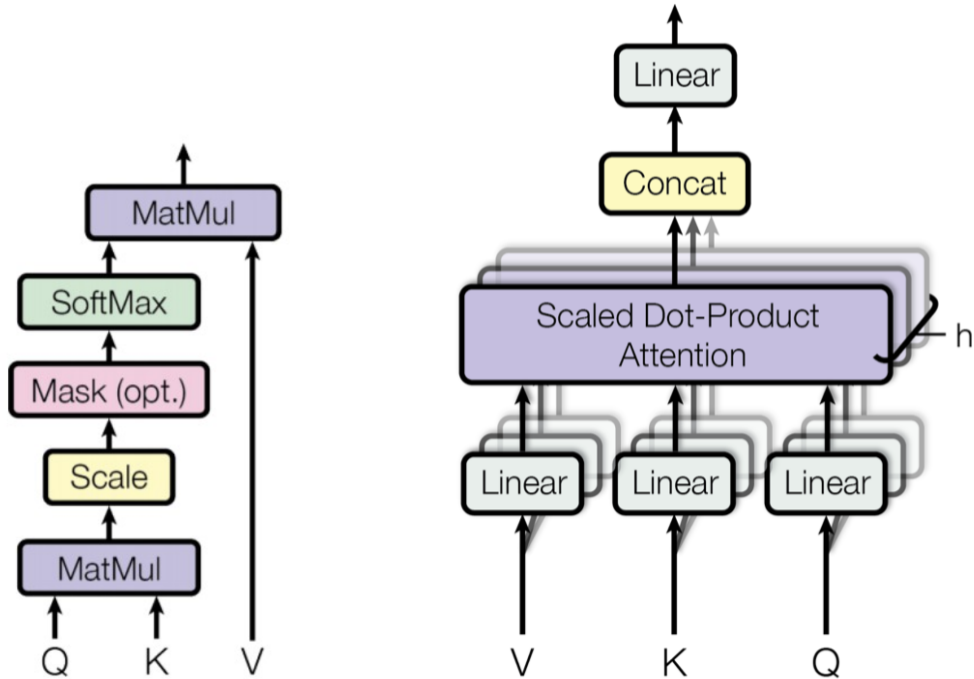 MatMul
SoftMax
Mask (opt.)
Scale
MatMul
Q K V
Linear
Concat
Scaled Dot-Product
Attention
h
Linear Linear Linear
V K Q